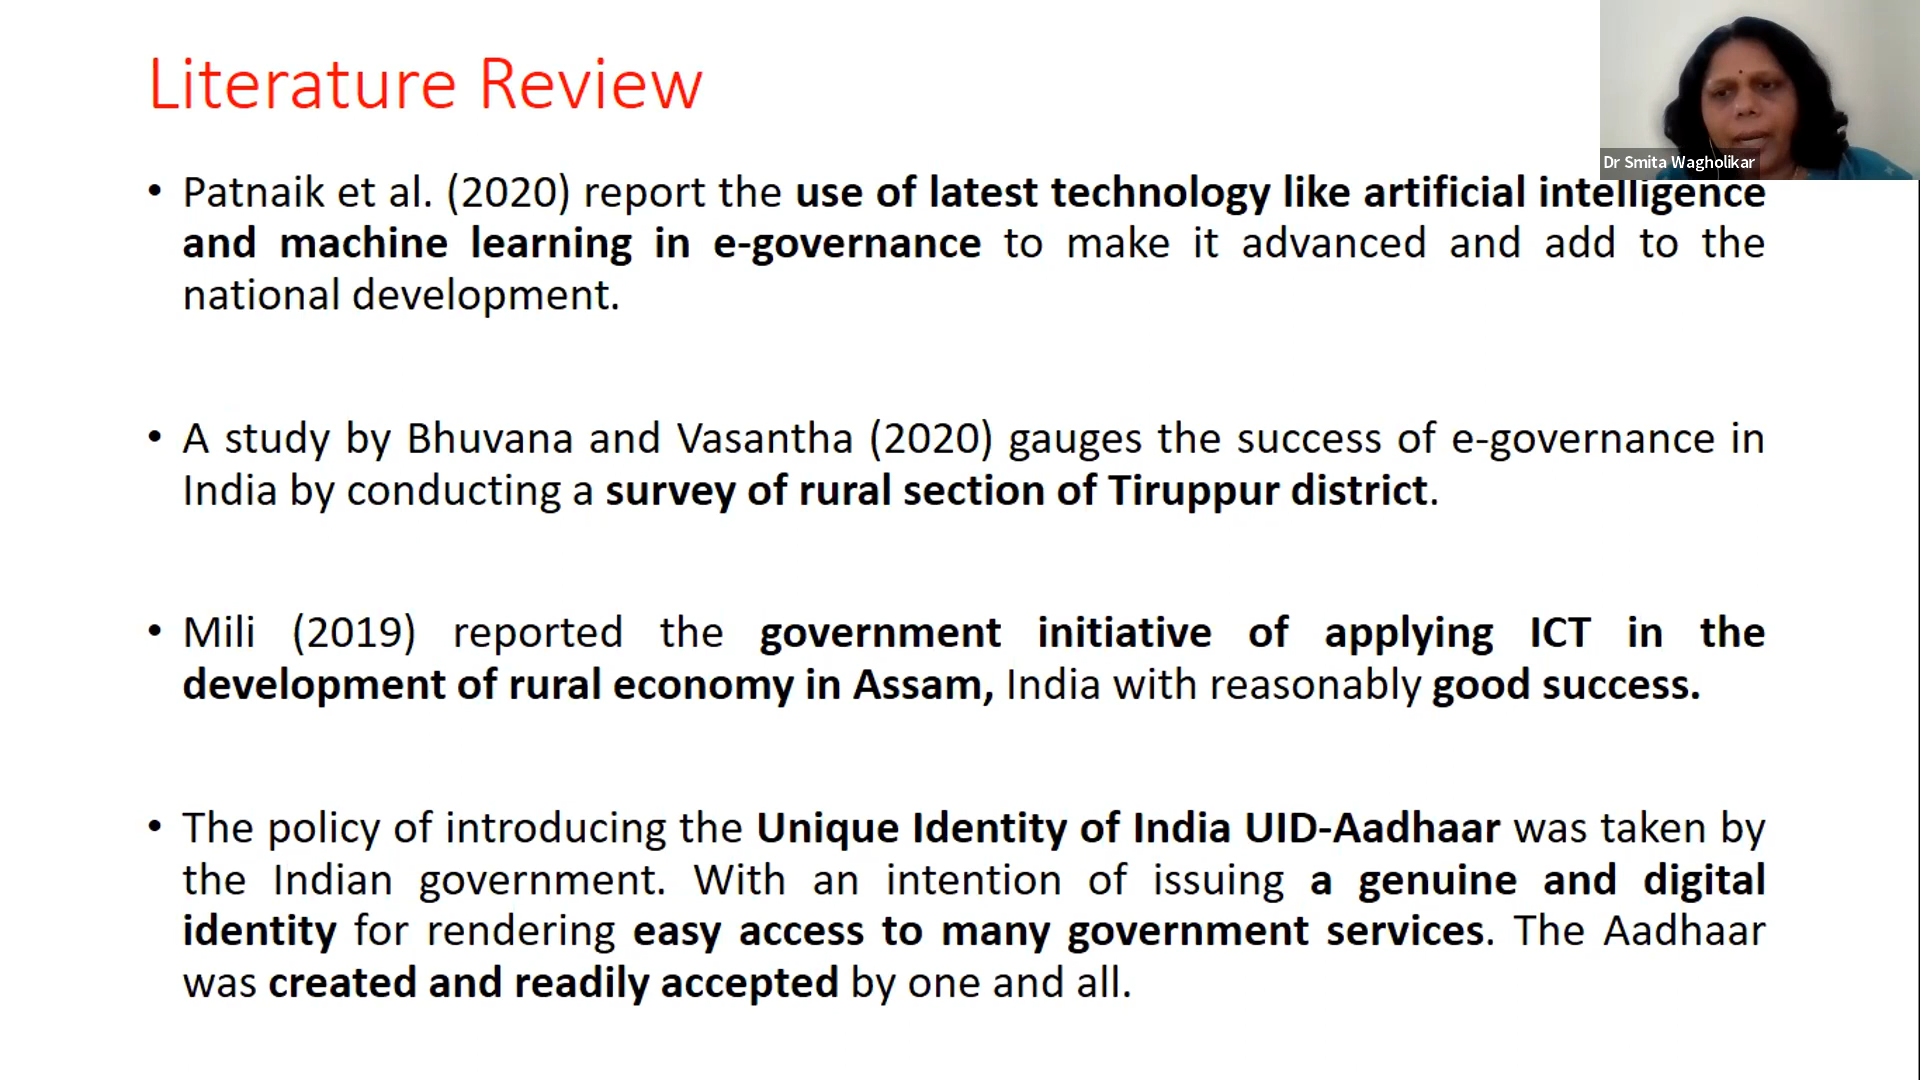 Literature Review
Dr Smita Wagholikar
• Patnaik et al. (2020) report the use of latest technology like artificial intelligence
and machine learning in e-governance to make it advanced and add to the
national development.
• A study by Bhuvana and Vasantha (2020) gauges the success of e-governance in
India by conducting a survey of rural section of Tiruppur district.
• Mili (2019) reported the government initiative of applying ICT in the
development of rural economy in Assam, India with reasonably good success.
• The policy of introducing the Unique Identity of India UID-Aadhaar was taken by
the Indian government. With an intention of issuing a genuine and digital
identity for rendering easy access to many government services. The Aadhaar
was created and readily accepted by one and all.